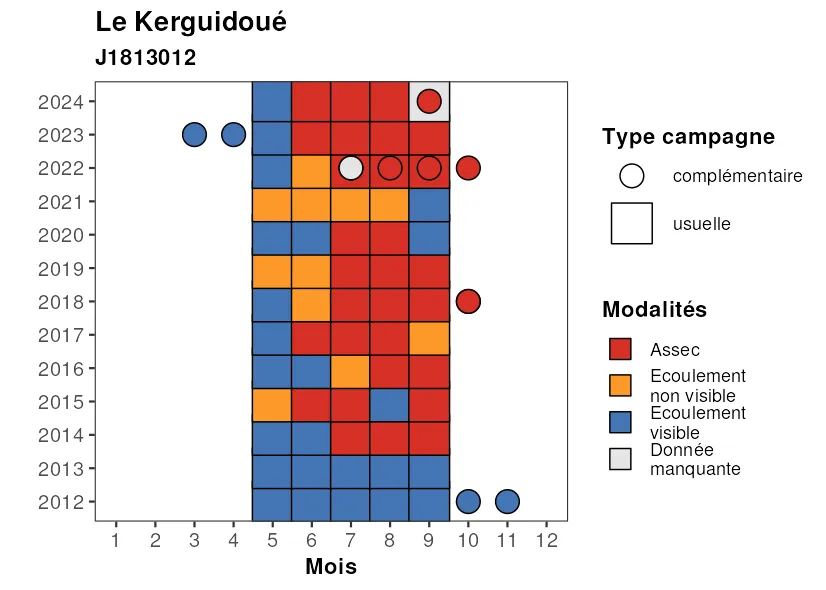 Le Kerguidoué
J1813012
2024
2023
2022
2021
2020
2019
2018
2017
2016
2015
2014
2013
2012
1 2 3 4 5 6 7 8 9 10 11 12
Mois
Type campagne
complémentaire
usuelle
Modalités
Assec
Ecoulement
non visible
Ecoulement
visible
Donnée
manquante